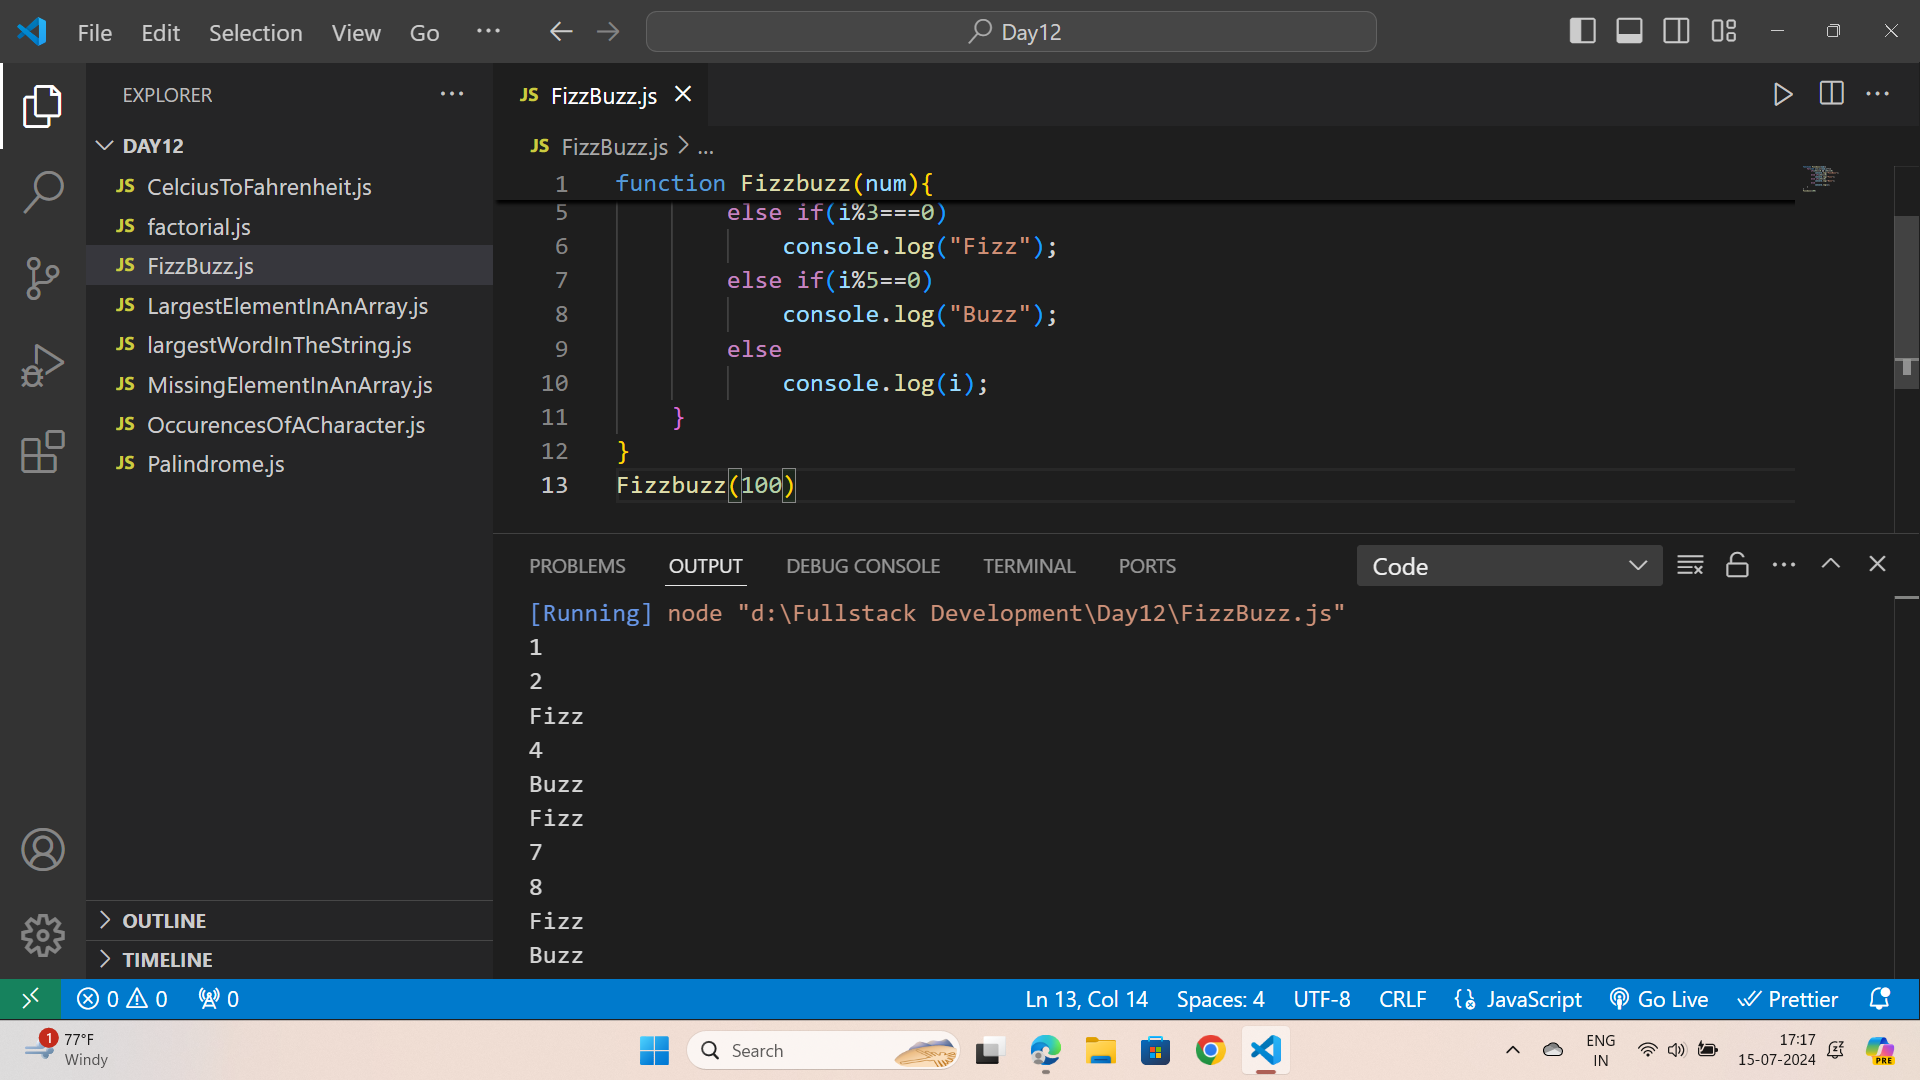 File Edit Selection View Go ... Day12
EXPLORER ...
DAY12
JS CelciusToFahrenheit.js
JS factorial.js
JS FizzBuzz.js
JS LargestElementInAnArray.js
JS largestWordInTheString.js
JS MissingElementInAnArray.js
JS OccurencesOfACharacter.js
JS Palindrome.js
OUTLINE
TIMELINE
JS FizzBuzz.js
JS FizzBuzz.js > ...
1 function Fizzbuzz(num){
5 else if(i%3===0)
6 console.log("Fizz");
7 else if(i%5==0)
8 console.log("Buzz");
9 else
10 console.log(i);
11 }
12 }
13 Fizzbuzz(100)
PROBLEMS OUTPUT DEBUG CONSOLE TERMINAL PORTS Code
[Running] node "d:\Fullstack Development\Day12\FizzBuzz.js"
1
2
Fizz
4
Buzz
Fizz
7
8
Fizz
Buzz
0 0 0 Ln 13, Col 14 Spaces: 4 UTF-8 CRLF JavaScript Go Live Prettier
1 77°F
Windy
Search
ENG
IN
17:17
15-07-2024
PRE